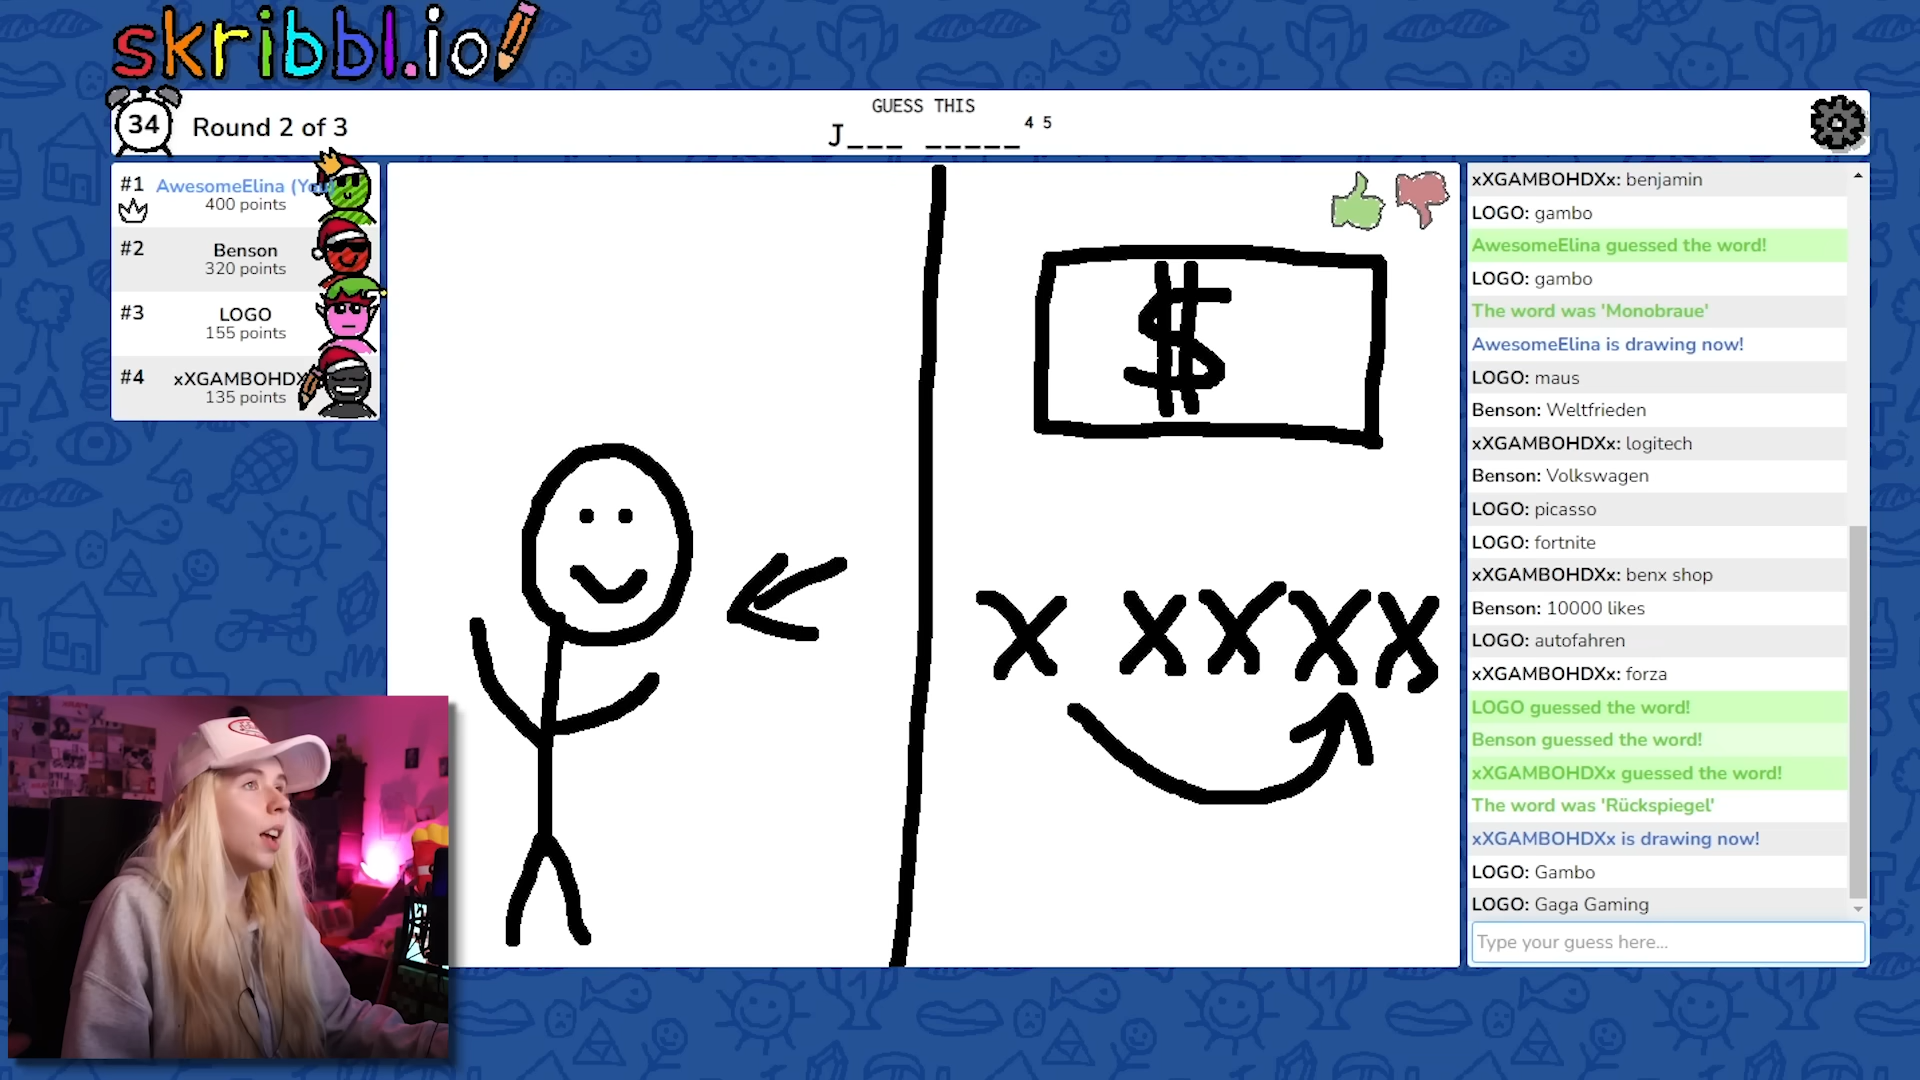 skribbl.io
34
Round 2 of 3
GUESS THIS
J___ _____ 4 5
#1 AwesomeElina (You)
400 points
#2 Benson
320 points
#3 LOGO
155 points
#4 xXGAMBOHDX
135 points
$
x xxxx
xXGAMBOHDXx: benjamin
LOGO: gambo
AwesomeElina guessed the word!
LOGO: gambo
The word was 'Monobraue'
AwesomeElina is drawing now!
LOGO: maus
Benson: Weltfrieden
xXGAMBOHDXx: logitech
Benson: Volkswagen
LOGO: picasso
LOGO: fortnite
xXGAMBOHDXx: benx shop
Benson: 10000 likes
LOGO: autofahren
xXGAMBOHDXx: forza
LOGO guessed the word!
Benson guessed the word!
xXGAMBOHDXx guessed the word!
The word was 'Rückspiegel'
xXGAMBOHDXx is drawing now!
LOGO: Gambo
LOGO: Gaga Gaming
Type your guess here...